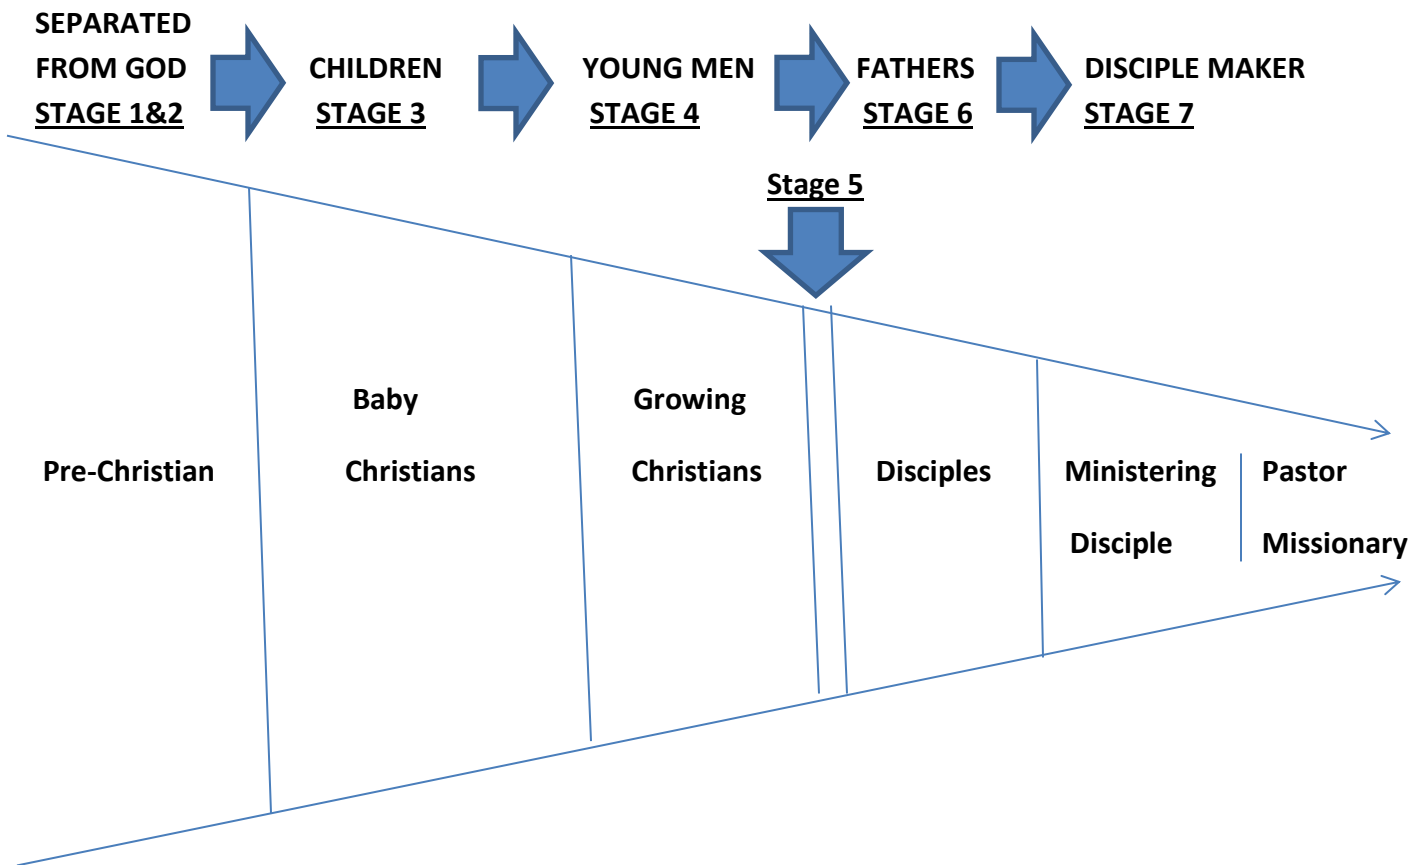 SEPARATED
FROM GOD
STAGE 1&2
CHILDREN
STAGE 3
YOUNG MEN
STAGE 4
FATHERS
STAGE 6
DISCIPLE MAKER
STAGE 7
Stage 5
Pre-Christian
Baby
Christians
Growing
Christians
Disciples
Ministering
Disciple
Pastor
Missionary